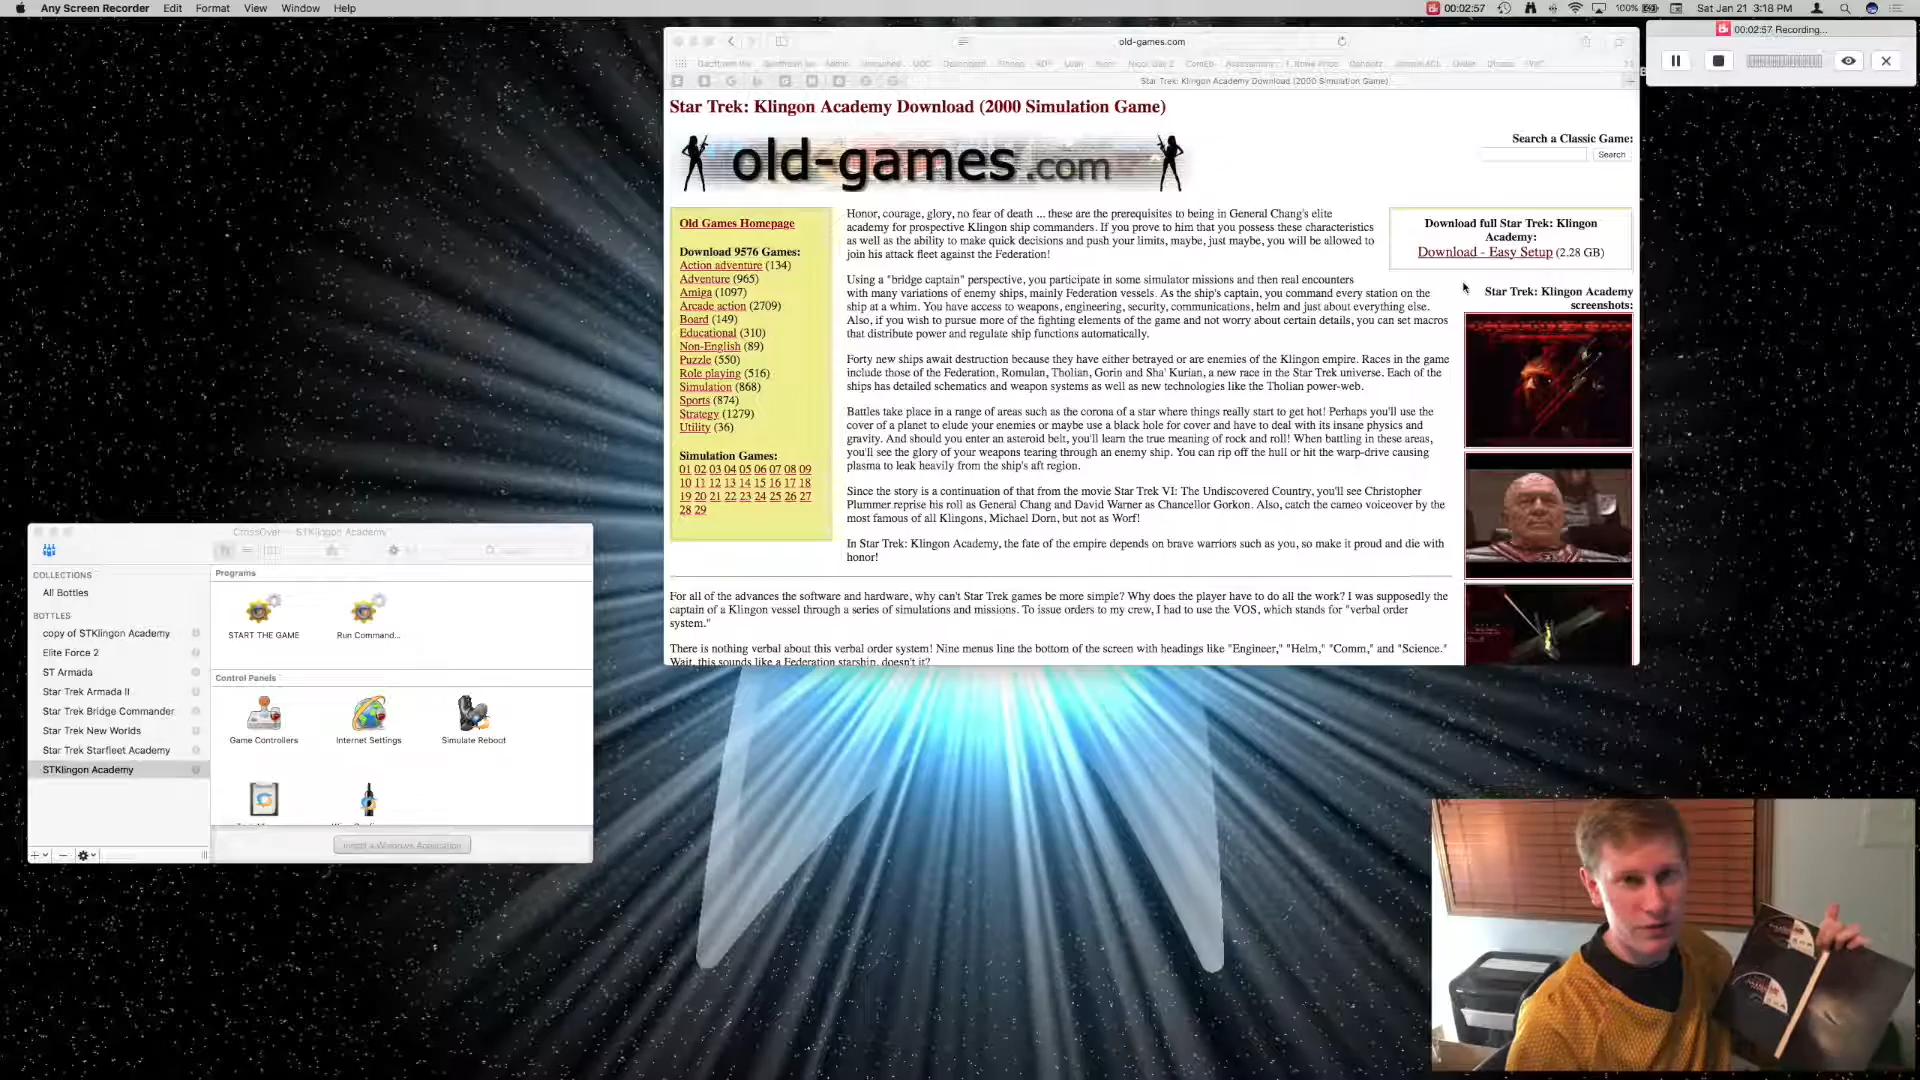 Any Screen Recorder Edit Format View Window Help
00:02:57 100% Sat Jan 21 3:18 PM
00:02:57 Recording...
old-games.com
Star Trek: Klingon Academy Download (2000 Simulation Game)
Star Trek: Klingon Academy Download (2000 Simulation Game)
old-games.com
Search a Classic Game:
Search
Old Games Homepage
Download 9576 Games:
Action adventure (134)
Adventure (965)
Amiga (1097)
Arcade action (2709)
Board (149)
Educational (310)
Non-English (89)
Puzzle (550)
Role playing (516)
Simulation (868)
Sports (874)
Strategy (1279)
Utility (36)
Simulation Games:
01 02 03 04 05 06 07 08 09
10 11 12 13 14 15 16 17 18
19 20 21 22 23 24 25 26 27
28 29
Honor, courage, glory, no fear of death ... these are the prerequisites to being in General Chang's elite
academy for prospective Klingon ship commanders. If you prove to him that you possess these characteristics
as well as the ability to make quick decisions and push your limits, maybe, just maybe, you will be allowed to
join his attack fleet against the Federation!
Using a "bridge captain" perspective, you participate in some simulator missions and then real encounters
with many variations of enemy ships, mainly Federation vessels. As the ship's captain, you command every station on the
ship at a whim. You have access to weapons, engineering, security, communications, helm and just about everything else.
Also, if you wish to pursue more of the fighting elements of the game and not worry about certain details, you can set macros
that distribute power and regulate ship functions automatically.
Forty new ships await destruction because they have either betrayed or are enemies of the Klingon empire. Races in the game
include those of the Federation, Romulan, Tholian, Gorin and Sha' Kurian, a new race in the Star Trek universe. Each of the
ships has detailed schematics and weapon systems as well as new technologies like the Tholian power-web.
Battles take place in a range of areas such as the corona of a star where things really start to get hot! Perhaps you'll use the
cover of a planet to elude your enemies or maybe use a black hole for cover and have to deal with its insane physics and
gravity. And should you enter an asteroid belt, you'll learn the true meaning of rock and roll! When battling in these areas,
you'll see the glory of your weapons tearing through an enemy ship. You can rip off the hull or hit the warp-drive causing
plasma to leak heavily from the ship's aft region.
Since the story is a continuation of that from the movie Star Trek VI: The Undiscovered Country, you'll see Christopher
Plummer reprise his roll as General Chang and David Warner as Chancellor Gorkon. Also, catch the cameo voiceover by the
most famous of all Klingons, Michael Dorn, but not as Worf!
In Star Trek: Klingon Academy, the fate of the empire depends on brave warriors such as you, so make it proud and die with
honor!
Download full Star Trek: Klingon
Academy:
Download - Easy Setup (2.28 GB)
Star Trek: Klingon Academy
screenshots:
For all of the advances the software and hardware, why can't Star Trek games be more simple? Why does the player have to do all the work? I was supposedly the
captain of a Klingon vessel through a series of simulations and missions. To issue orders to my crew, I had to use the VOS, which stands for "verbal order
system."
There is nothing verbal about this verbal order system! Nine menus line the bottom of the screen with headings like "Engineer," "Helm," "Comm," and "Science."
Wait, this sounds like a Federation starship, doesn't it?
CrossOver — STKlingon Academy
COLLECTIONS
All Bottles
BOTTLES
copy of STKlingon Academy
Elite Force 2
ST Armada
Star Trek Armada II
Star Trek Bridge Commander
Star Trek New Worlds
Star Trek Starfleet Academy
STKlingon Academy
Programs
START THE GAME
Run Command...
Control Panels
Game Controllers
Internet Settings
Simulate Reboot
Install a Windows Application